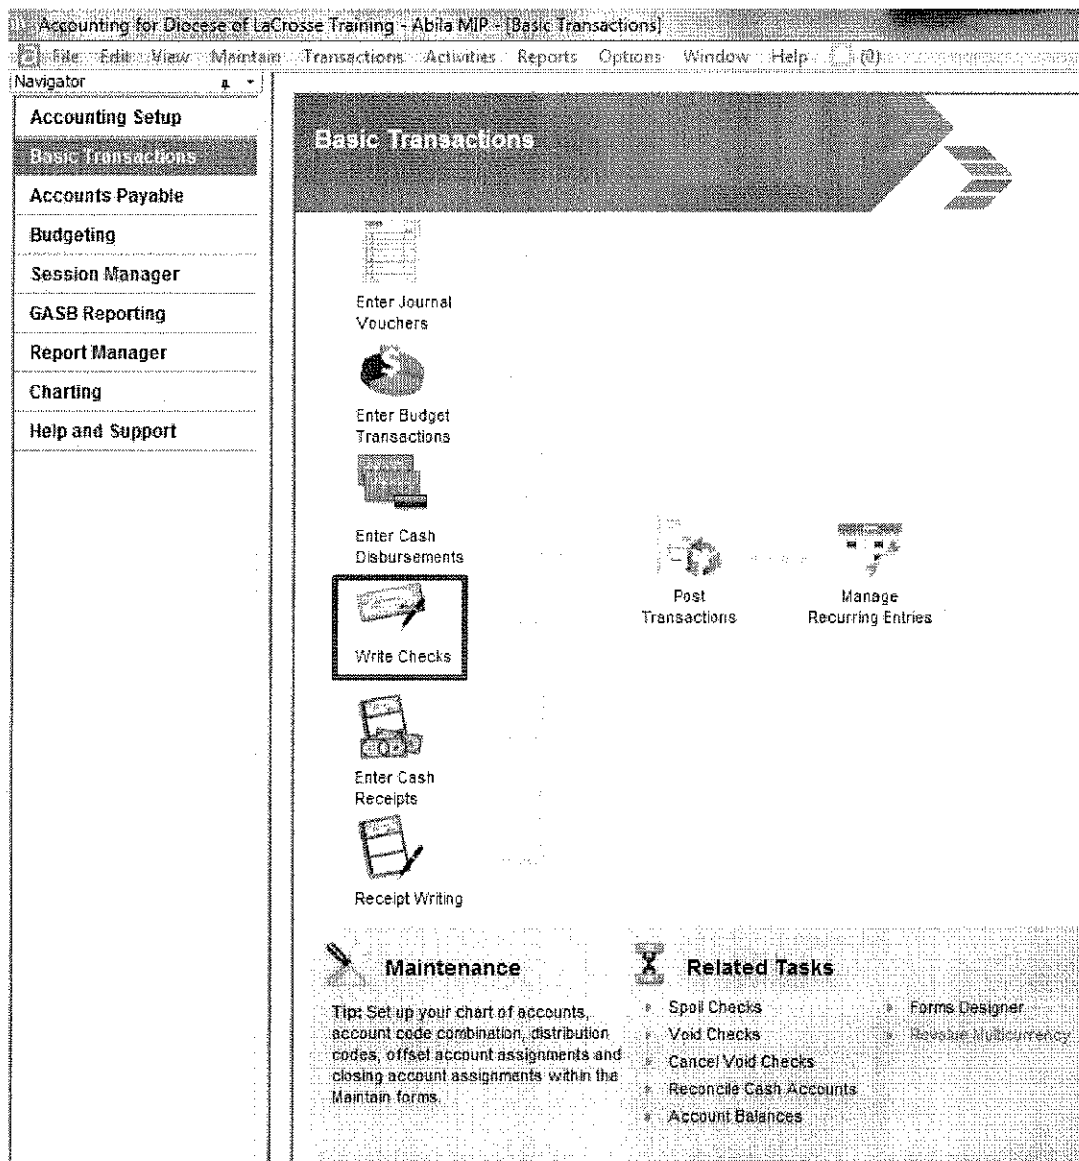 Accounting for Diocese of LaCrosse Training - Abila MIP - [Basic Transactions]
File Edit View Maintain Transactions Activities Reports Options Window Help
Navigator
Accounting Setup
Basic Transactions
Accounts Payable
Budgeting
Session Manager
GASB Reporting
Report Manager
Charting
Help and Support
Basic Transactions
Enter Journal
Vouchers
Enter Budget
Transactions
Enter Cash
Disbursements
Write Checks
Enter Cash
Receipts
Receipt Writing
Post
Transactions
Manage
Recurring Entries
Maintenance
Tip: Set up your chart of accounts,
account code combination, distribution
codes, offset account assignments and
closing account assignments within the
Maintain forms.
Related Tasks
Spoil Checks
Void Checks
Cancel Void Checks
Reconcile Cash Accounts
Account Balances
Forms Designer
Revalue Multicurrency